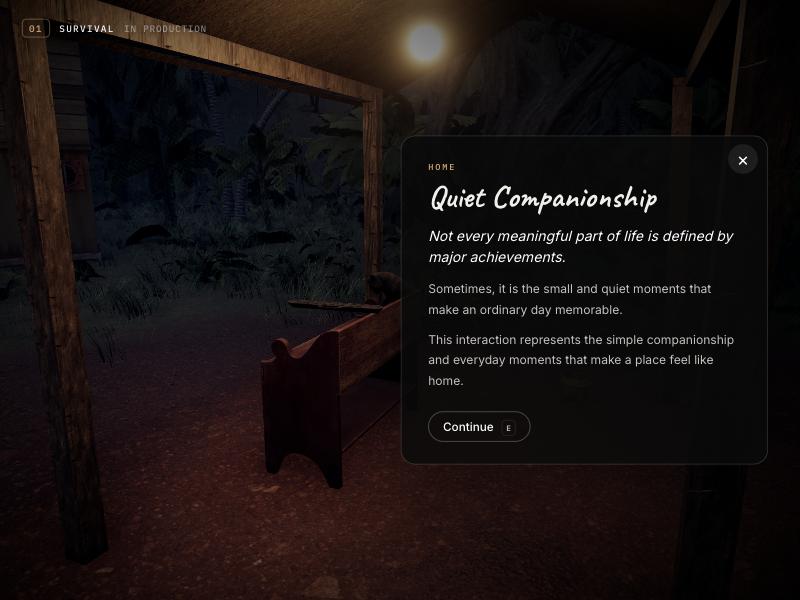 01 SURVIVAL IN PRODUCTION
HOME
Quiet Companionship
Not every meaningful part of life is defined by
major achievements.
Sometimes, it is the small and quiet moments that
make an ordinary day memorable.
This interaction represents the simple companionship
and everyday moments that make a place feel like
home.
Continue E